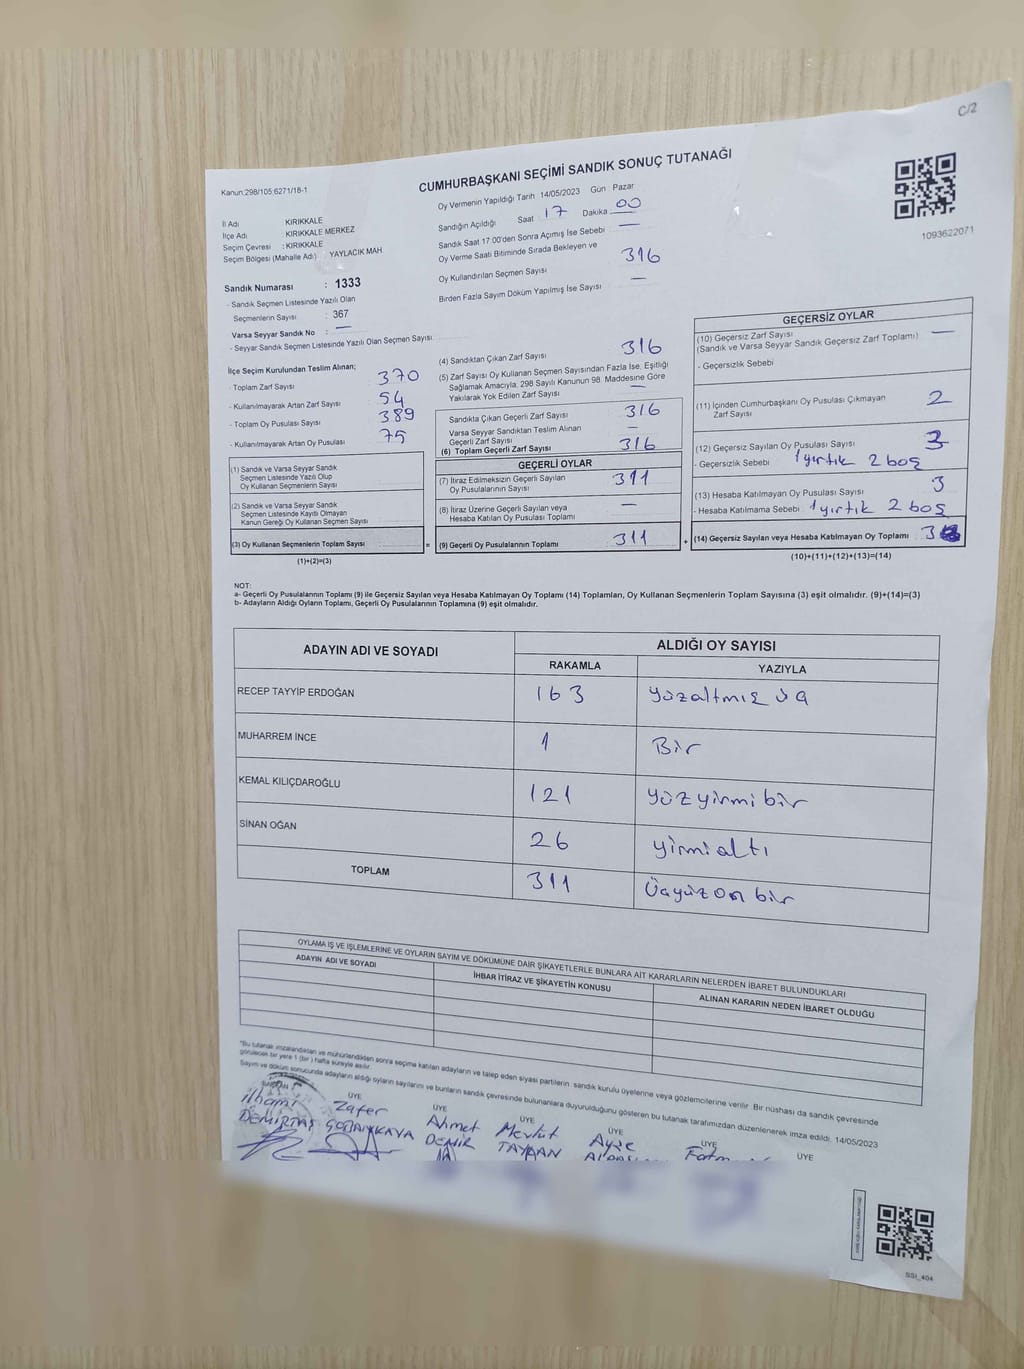 C/2
Kanun:298/105;6271/18-1
CUMHURBAŞKANI SEÇİMİ SANDIK SONUÇ TUTANAĞI
1093622071
İl Adı KIRIKKALE
İlçe Adı : KIRIKKALE MERKEZ
Seçim Çevresi : KIRIKKALE
Seçim Bölgesi (Mahalle Adı) : YAYLACIK MAH
Sandık Numarası : 1333
- Sandık Seçmen Listesinde Yazılı Olan
Seçmenlerin Sayısı : 367
Varsa Seyyar Sandık No : —
- Seyyar Sandık Seçmen Listesinde Yazılı Olan Seçmen Sayısı
İlçe Seçim Kurulundan Teslim Alınan;
- Toplam Zarf Sayısı 370
- Kullanılmayarak Artan Zarf Sayısı 54
- Toplam Oy Pusulası Sayısı 389
- Kullanılmayarak Artan Oy Pusulası 75
(1) Sandık ve Varsa Seyyar Sandık
Seçmen Listesinde Yazılı Olup
Oy Kullanan Seçmenlerin Sayısı
(2) Sandık ve Varsa Seyyar Sandık
Seçmen Listesinde Kayıtlı Olmayan
Kanun Gereği Oy Kullanan Seçmen Sayısı
(3) Oy Kullanan Seçmenlerin Toplam Sayısı =
(1)+(2)=(3)
Oy Vermenin Yapıldığı Tarih 14/05/2023 Gün : Pazar
Sandığın Açıldığı Saat 17 Dakika 00
Sandık Saat 17:00'den Sonra Açımış İse Sebebi —
Oy Verme Saati Bitiminde Sırada Bekleyen ve
Oy Kullandırılan Seçmen Sayısı 316
Birden Fazla Sayım Döküm Yapılmış İse Sayısı —
(4) Sandıktan Çıkan Zarf Sayısı 316
(5) Zarf Sayısı Oy Kullanan Seçmen Sayısından Fazla İse, Eşitliği
Sağlamak Amacıyla, 298 Sayılı Kanunun 98. Maddesine Göre
Yakılarak Yok Edilen Zarf Sayısı —
Sandıkta Çıkan Geçerli Zarf Sayısı 316
Varsa Seyyar Sandıktan Teslim Alınan
Geçerli Zarf Sayısı —
(6) Toplam Geçerli Zarf Sayısı 316
GEÇERLİ OYLAR
(7) İtiraz Edilmeksizin Geçerli Sayılan
Oy Pusulalarının Sayısı 311
(8) İtiraz Üzerine Geçerli Sayılan veya
Hesaba Katılan Oy Pusulası Toplamı —
(9) Geçerli Oy Pusulalarının Toplamı 311 +
GEÇERSİZ OYLAR
(10) Geçersiz Zarf Sayısı —
(Sandık ve Varsa Seyyar Sandık Geçersiz Zarf Toplamı)
- Geçersizlik Sebebi
(11) İçinden Cumhurbaşkanı Oy Pusulası Çıkmayan
Zarf Sayısı 2
(12) Geçersiz Sayılan Oy Pusulası Sayısı 3
- Geçersizlik Sebebi 1 yırtık 2 boş
(13) Hesaba Katılmayan Oy Pusulası Sayısı 3
- Hesaba Katılmama Sebebi 1 yırtık 2 boş
(14) Geçersiz Sayılan veya Hesaba Katılmayan Oy Toplamı 3
(10)+(11)+(12)+(13)=(14)
NOT:
a- Geçerli Oy Pusulalarının Toplamı (9) ile Geçersiz Sayılan veya Hesaba Katılmayan Oy Toplamı (14) Toplamları, Oy Kullanan Seçmenlerin Toplam Sayısına (3) eşit olmalıdır. (9)+(14)=(3)
b- Adayların Aldığı Oyların Toplamı, Geçerli Oy Pusulalarının Toplamına (9) eşit olmalıdır.
ADAYIN ADI VE SOYADI ALDIĞI OY SAYISI
RAKAMLA YAZIYLA
RECEP TAYYİP ERDOĞAN 163 yüzaltmış üç
MUHARREM İNCE 1 Bir
KEMAL KILIÇDAROĞLU 121 yüzyirmi bir
SİNAN OĞAN 26 yirmialtı
TOPLAM 311 Üçyüz on bir
OYLAMA İŞ VE İŞLEMLERİNE VE OYLARIN SAYIM VE DÖKÜMÜNE DAİR ŞİKAYETLERLE BUNLARA AİT KARARLARIN NELERDEN İBARET BULUNDUKLARI
ADAYIN ADI VE SOYADI İHBAR İTİRAZ VE ŞİKAYETİN KONUSU ALINAN KARARIN NEDEN İBARET OLDUĞU
"Bu tutanak imzalandıktan ve mühürlendikten sonra seçime katılan adayların ve talep eden siyasi partilerin sandık kurulu üyelerine veya gözlemcilerine verilir. Bir nüshası da sandık çevresinde
görülecek bir yere 1 (bir) hafta süreyle asılır.
Sayım ve döküm sonucunda adayların aldığı oyların sayılarını ve bunların sandık çevresinde bulunanlara duyurulduğunu gösteren bu tutanak tarafımızdan düzenlenerek imza edildi. 14/05/2023
BAŞKAN ÜYE ÜYE ÜYE ÜYE ÜYE ÜYE
ilhami Zafer Ahmet Mevlüt Ayşe
DEMİRTAŞ DEMİR
SSI_404